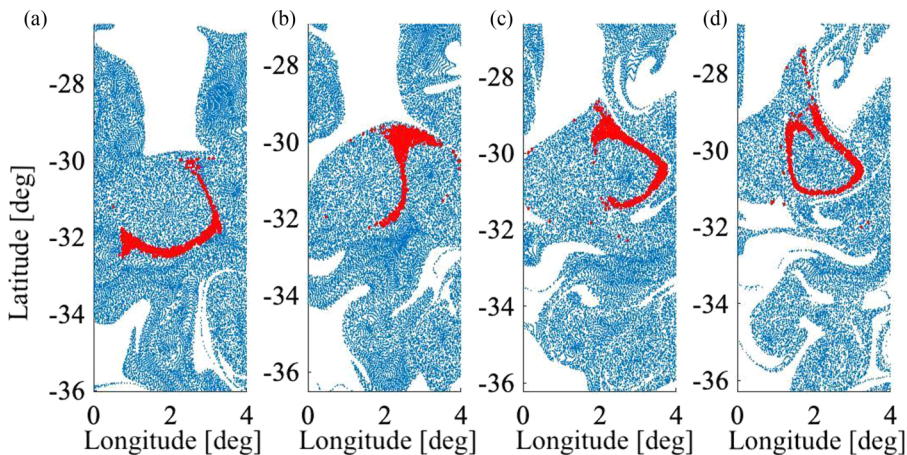 (a) (b) (c) (d)
-28 -28 -28 -28
-30 -30 -30 -30
Latitude [deg]
-32 -32 -32 -32
-34 -34 -34 -34
-36 -36 -36 -36
0 2 4 0 2 4 0 2 4 0 2 4
Longitude [deg] Longitude [deg] Longitude [deg] Longitude [deg]